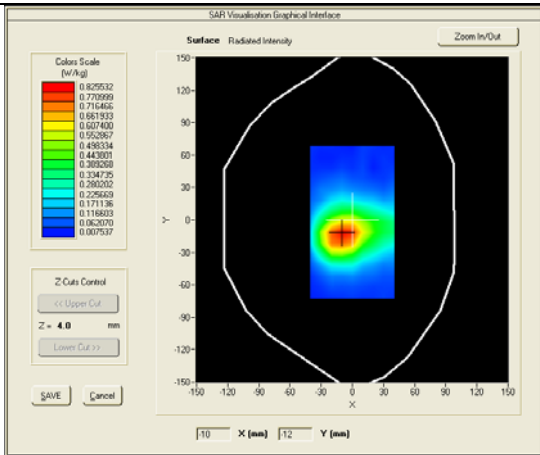 SAR Visualisation Graphical Interface
Surface Radiated Intensity
Zoom In/Out
Colors Scale
(W/kg)
0.825532
0.770999
0.716466
0.661933
0.607400
0.552867
0.498334
0.443801
0.389268
0.334735
0.280202
0.225669
0.171136
0.116603
0.062070
0.007537
Z-Cuts Control
<< Upper Cut
Z = 4.0 mm
Lower Cut >>
SAVE Cancel
Y
150
120
90
60
30
0
-30
-60
-90
-120
-150
-150 -120 -90 -60 -30 0 30 60 90 120 150
X
-10 X (mm) -12 Y (mm)